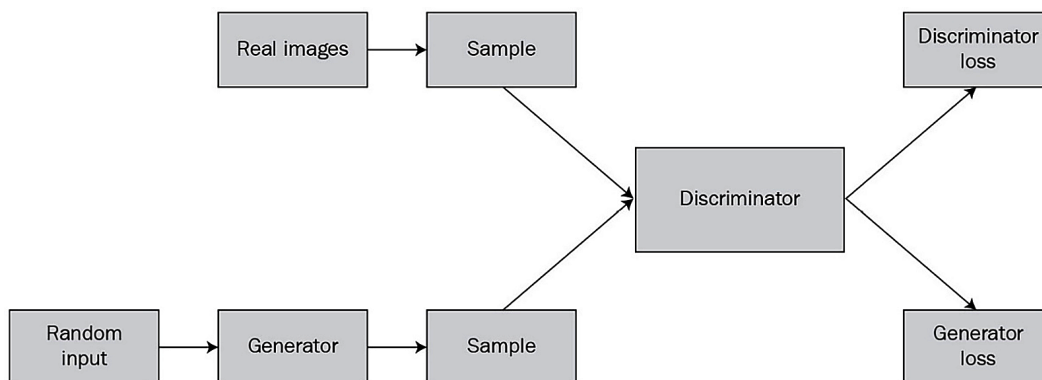 Real images
Sample
Discriminator
loss
Discriminator
Random
input
Generator
Sample
Generator
loss